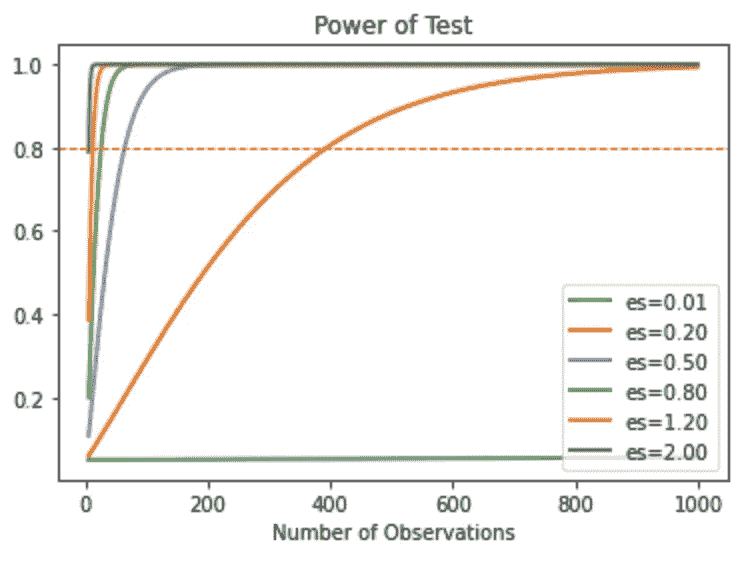 Power of Test
1.0
0.8
0.6
0.4
0.2
0
200
400
600
800
1000
Number of Observations
es=0.01
es=0.20
es=0.50
es=0.80
es=1.20
es=2.00